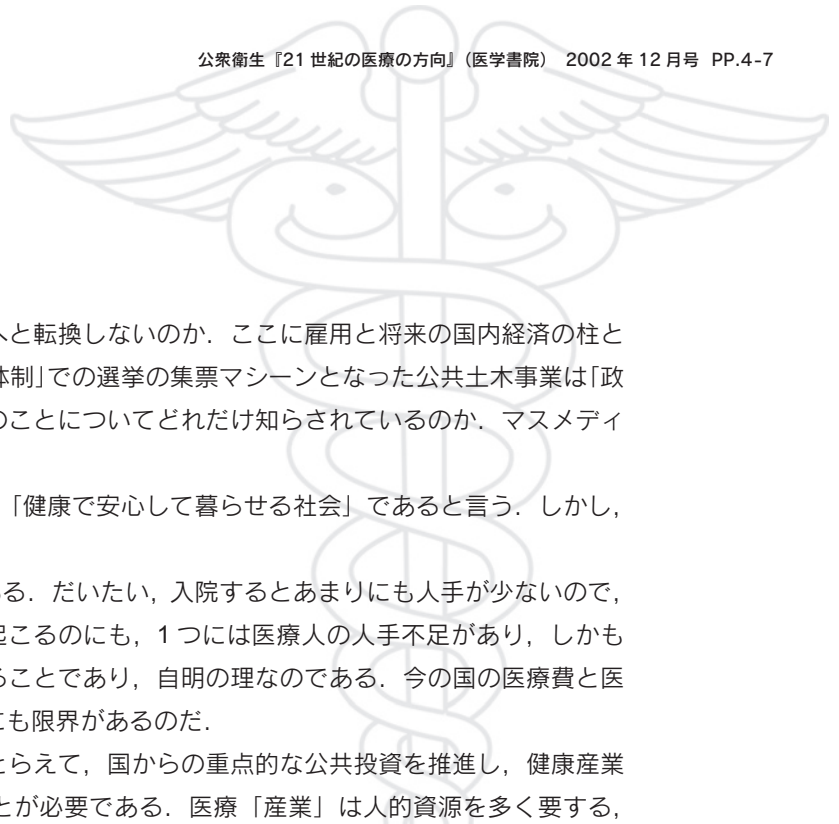 公衆衛生『21世紀の医療の方向』（医学書院） 2002年12月号 PP.4-7
へと転換しないのか．ここに雇用と将来の国内経済の柱と
体制」での選挙の集票マシーンとなった公共土木事業は「政
のことについてどれだけ知らされているのか．マスメディ
「健康で安心して暮らせる社会」であると言う．しかし，
ある．だいたい，入院するとあまりにも人手が少ないので，
起こるのにも，1つには医療人の人手不足があり，しかも
ることであり，自明の理なのである．今の国の医療費と医
にも限界があるのだ．
とらえて，国からの重点的な公共投資を推進し，健康産業
とが必要である．医療「産業」は人的資源を多く要する，